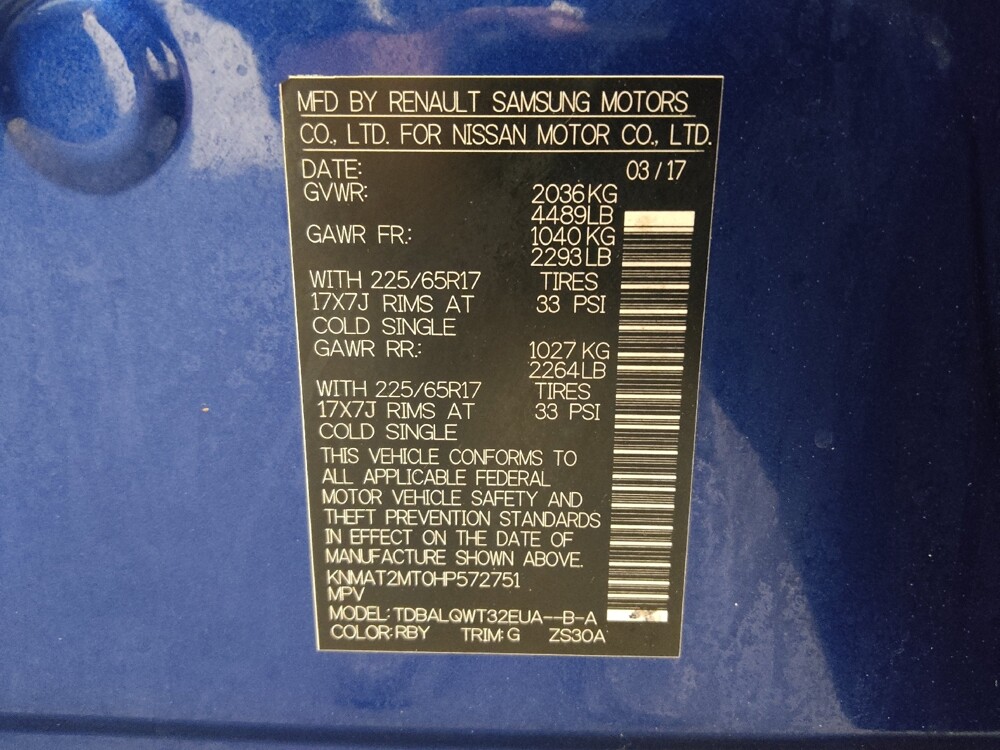 MFD BY RENAULT SAMSUNG MOTORS
CO., LTD. FOR NISSAN MOTOR CO., LTD.
DATE: 03/17
GVWR: 2036KG
4489LB
GAWR FR.: 1040KG
2293LB
WITH 225/65R17 TIRES
17X7J RIMS AT 33 PSI
COLD SINGLE
GAWR RR.: 1027KG
2264LB
WITH 225/65R17 TIRES
17X7J RIMS AT 33 PSI
COLD SINGLE
THIS VEHICLE CONFORMS TO
ALL APPLICABLE FEDERAL
MOTOR VEHICLE SAFETY AND
THEFT PREVENTION STANDARDS
IN EFFECT ON THE DATE OF
MANUFACTURE SHOWN ABOVE.
KNMAT2MT0HP572751
MPV
MODEL: TDBALQWT32EUA--B-A
COLOR:RBY TRIM:G ZS30A